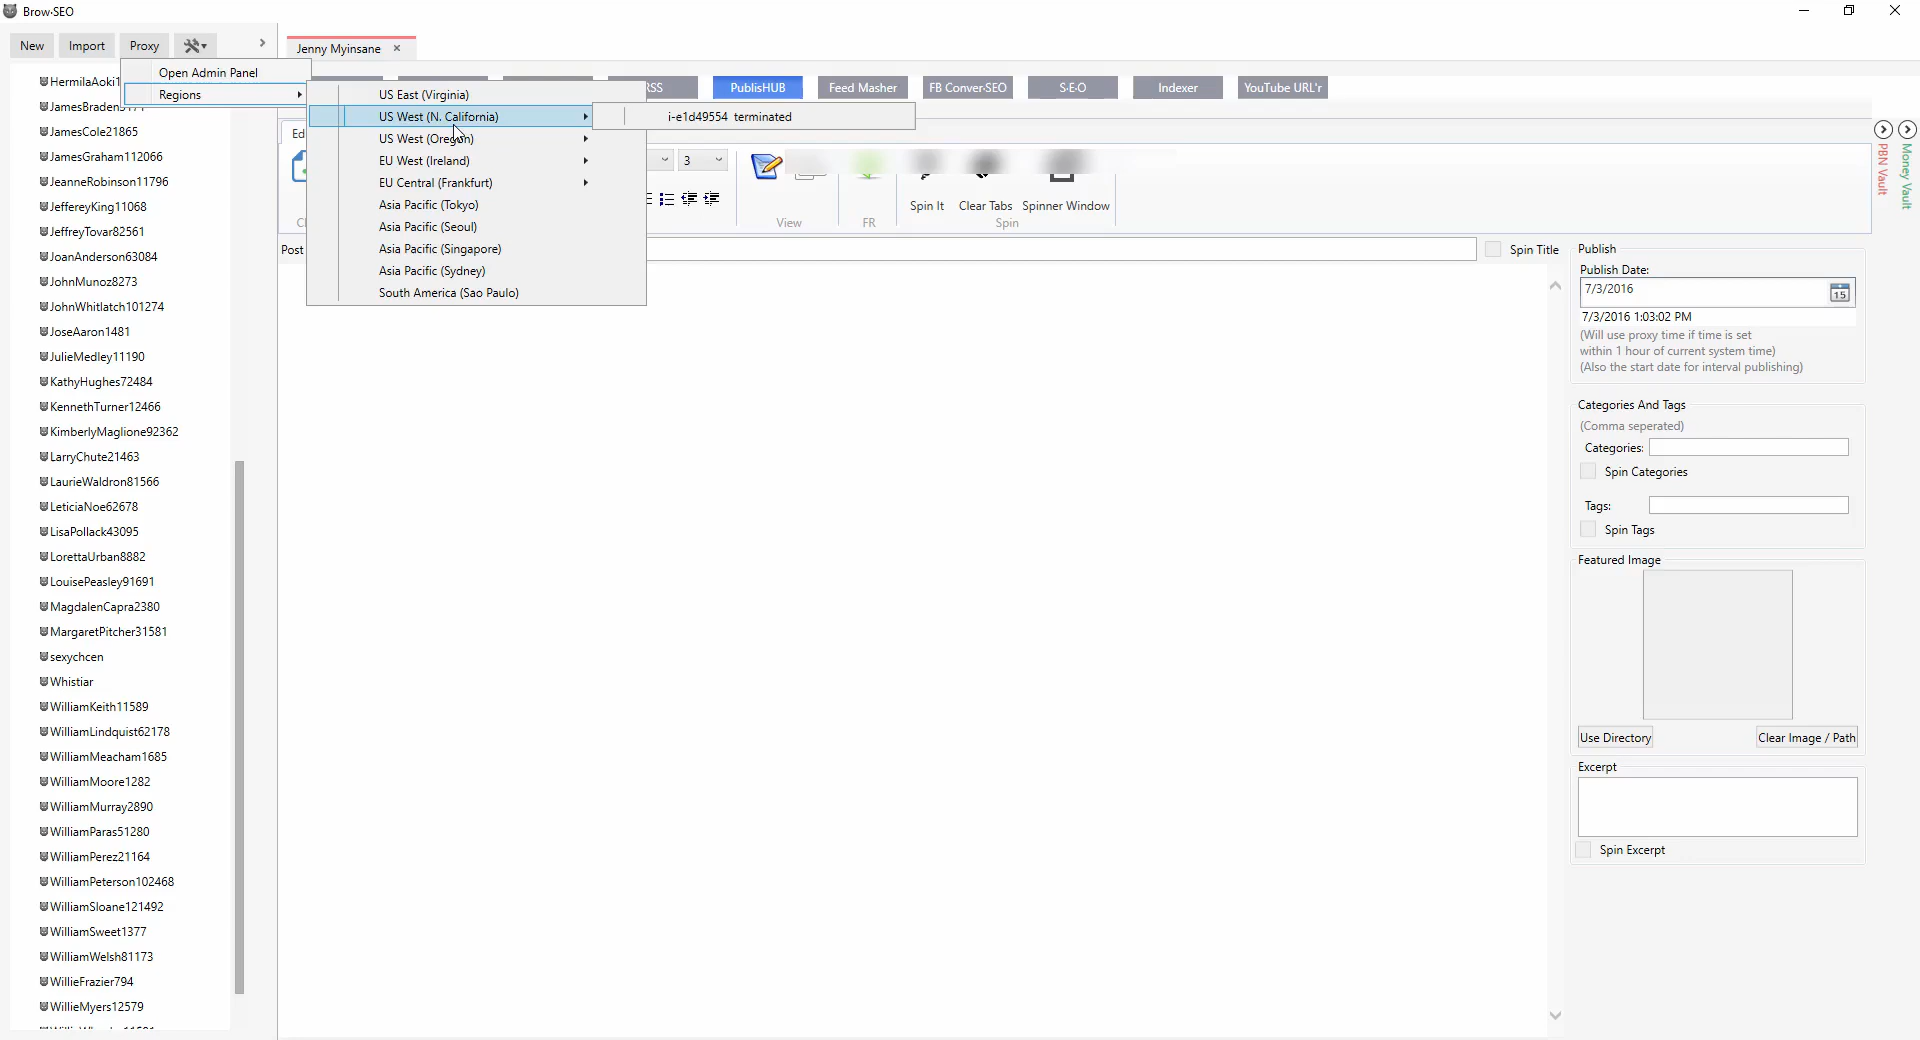 Brow·SEO
New Import Proxy
Jenny Myinsane
Open Admin Panel
Regions
US East (Virginia)
US West (N. California)
US West (Oregon)
EU West (Ireland)
EU Central (Frankfurt)
Asia Pacific (Tokyo)
Asia Pacific (Seoul)
Asia Pacific (Singapore)
Asia Pacific (Sydney)
South America (Sao Paulo)
i-e1d49554 terminated
PublisHUB Feed Masher FB Conver·SEO S·E·O Indexer YouTube URL'r
3
View FR Spin
Spin It Clear Tabs Spinner Window
Post
Spin Title
PBN Vault
Money Vault
JamesCole21865
JamesGraham112066
JeanneRobinson11796
JeffereyKing11068
JeffreyTovar82561
JoanAnderson63084
JohnMunoz8273
JohnWhitlatch101274
JoseAaron1481
JulieMedley11190
KathyHughes72484
KennethTurner12466
KimberlyMaglione92362
LarryChute21463
LaurieWaldron81566
LeticiaNoe62678
LisaPollack43095
LorettaUrban8882
LouisePeasley91691
MagdalenCapra2380
MargaretPitcher31581
sexychcen
Whistiar
WilliamKeith11589
WilliamLindquist62178
WilliamMeacham1685
WilliamMoore1282
WilliamMurray2890
WilliamParas51280
WilliamPerez21164
WilliamPeterson102468
WilliamSloane121492
WilliamSweet1377
WilliamWelsh81173
WillieFrazier794
WillieMyers12579
Publish
Publish Date:
7/3/2016
15
7/3/2016 1:03:02 PM
(Will use proxy time if time is set
within 1 hour of current system time)
(Also the start date for interval publishing)
Categories And Tags
(Comma seperated)
Categories:
Spin Categories
Tags:
Spin Tags
Featured Image
Use Directory Clear Image / Path
Excerpt
Spin Excerpt